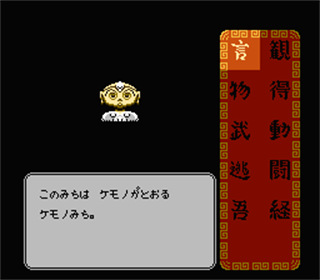 言 観
物 得
武 動
逃 闘
吾 経
このみちは ケモノがとおる
ケモノみち。